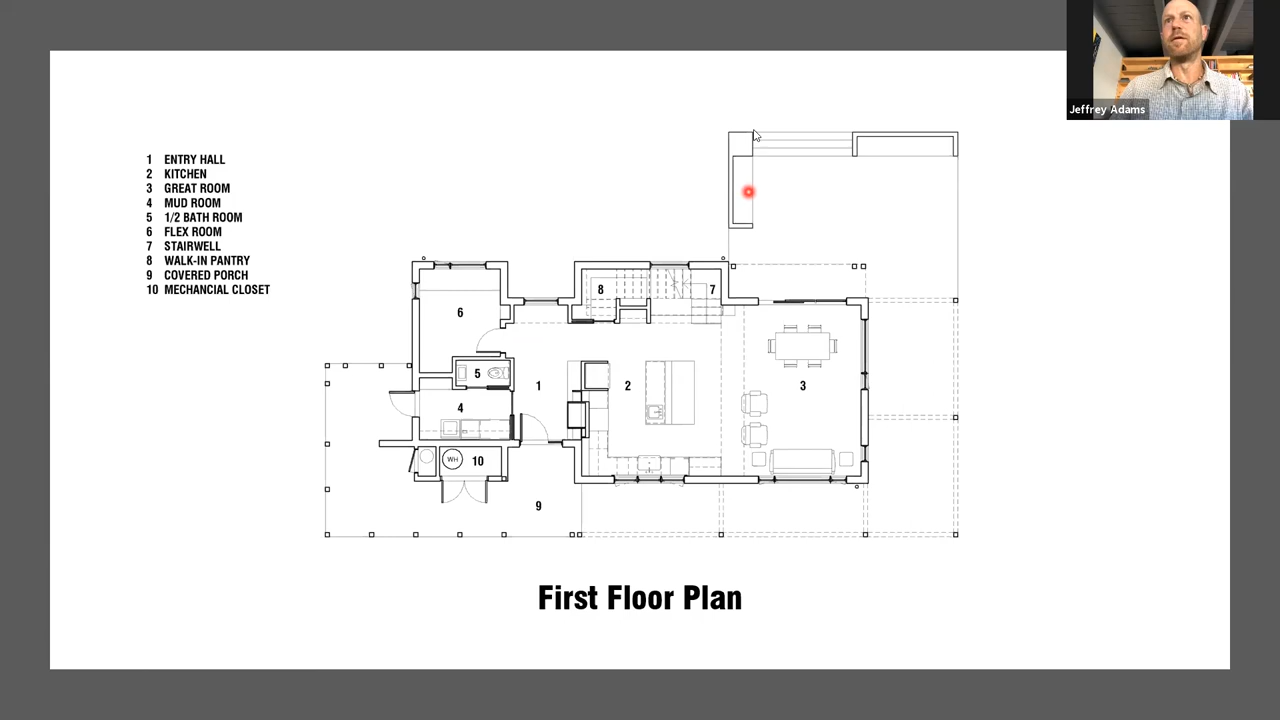 Jeffrey Adams
1 ENTRY HALL
2 KITCHEN
3 GREAT ROOM
4 MUD ROOM
5 1/2 BATH ROOM
6 FLEX ROOM
7 STAIRWELL
8 WALK-IN PANTRY
9 COVERED PORCH
10 MECHANCIAL CLOSET
8
7
6
5
1
2
3
4
WH
10
9
First Floor Plan